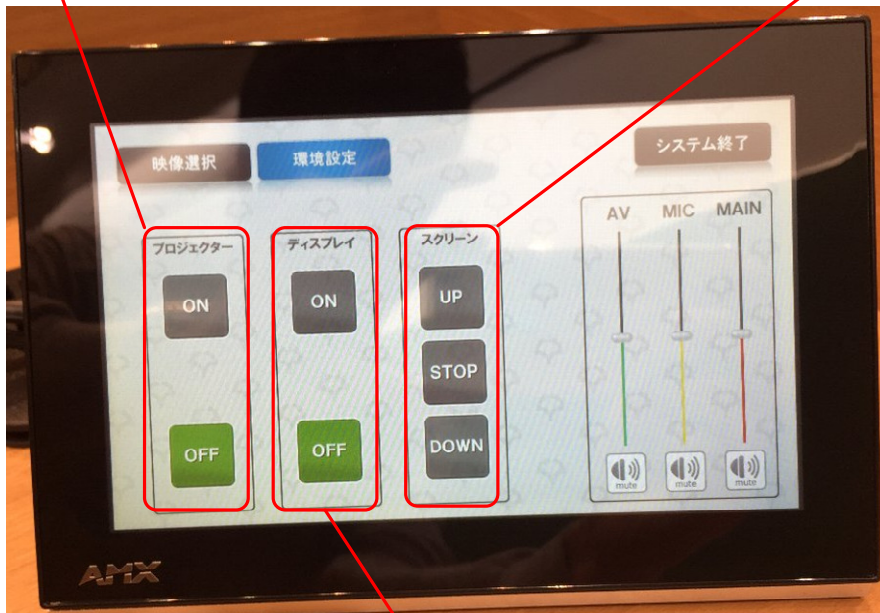 映像選択
環境設定
システム終了
プロジェクター
ON
OFF
ディスプレイ
ON
OFF
スクリーン
UP
STOP
DOWN
AV MIC MAIN
mute mute mute
AMX